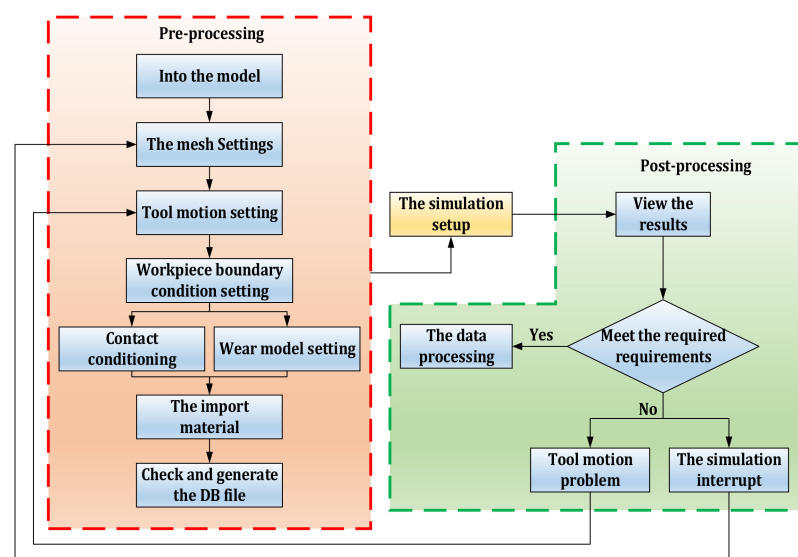 Pre-processing
Into the model
The mesh Settings
Tool motion setting
Workpiece boundary
condition setting
Contact
conditioning
Wear model setting
The import
material
Check and generate
the DB file
The simulation
setup
Post-processing
View the
results
Meet the required
requirements
Yes
The data
processing
No
Tool motion
problem
The simulation
interrupt